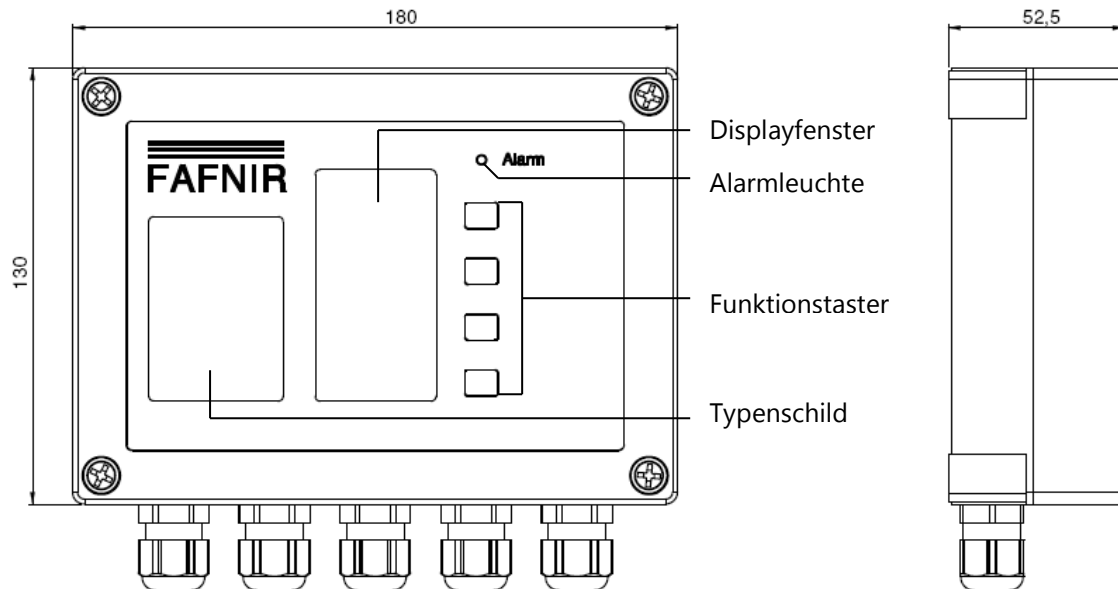 180
52,5
130
FAFNIR
Alarm
Displayfenster
Alarmleuchte
Funktionstaster
Typenschild